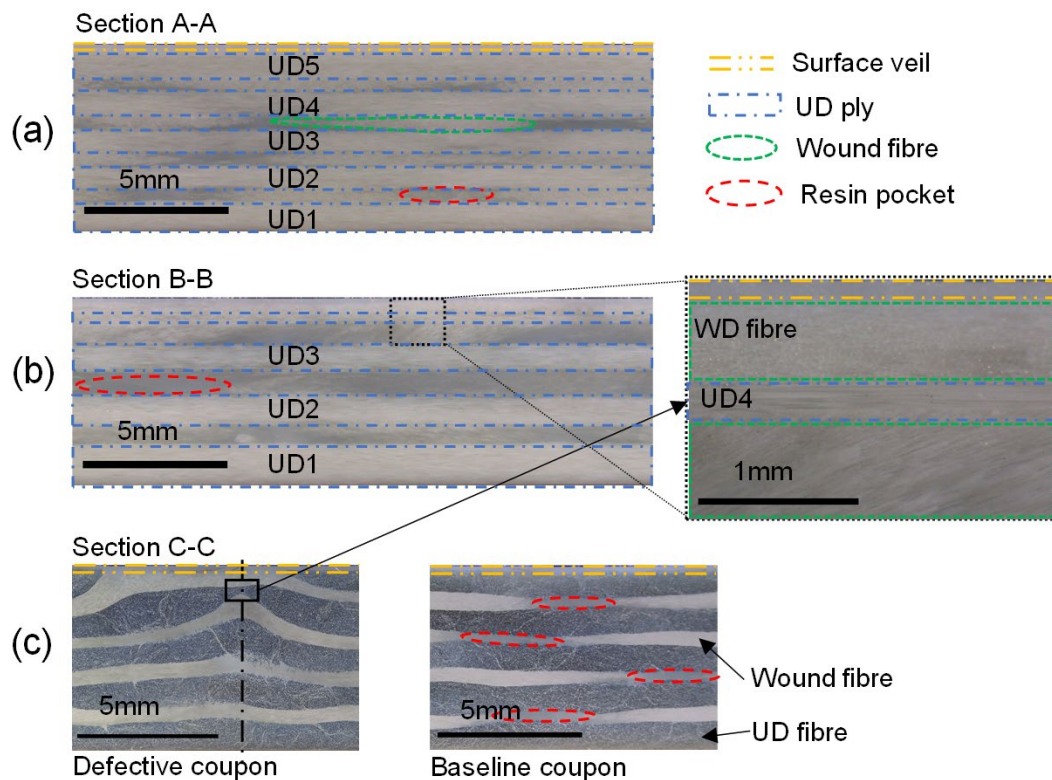 Section A-A
(a)
UD5
UD4
UD3
UD2
5mm
UD1
Surface veil
UD ply
Wound fibre
Resin pocket
Section B-B
(b)
UD3
UD2
5mm
UD1
WD fibre
UD4
1mm
Section C-C
(c)
5mm
Defective coupon
5mm
Baseline coupon
Wound fibre
UD fibre